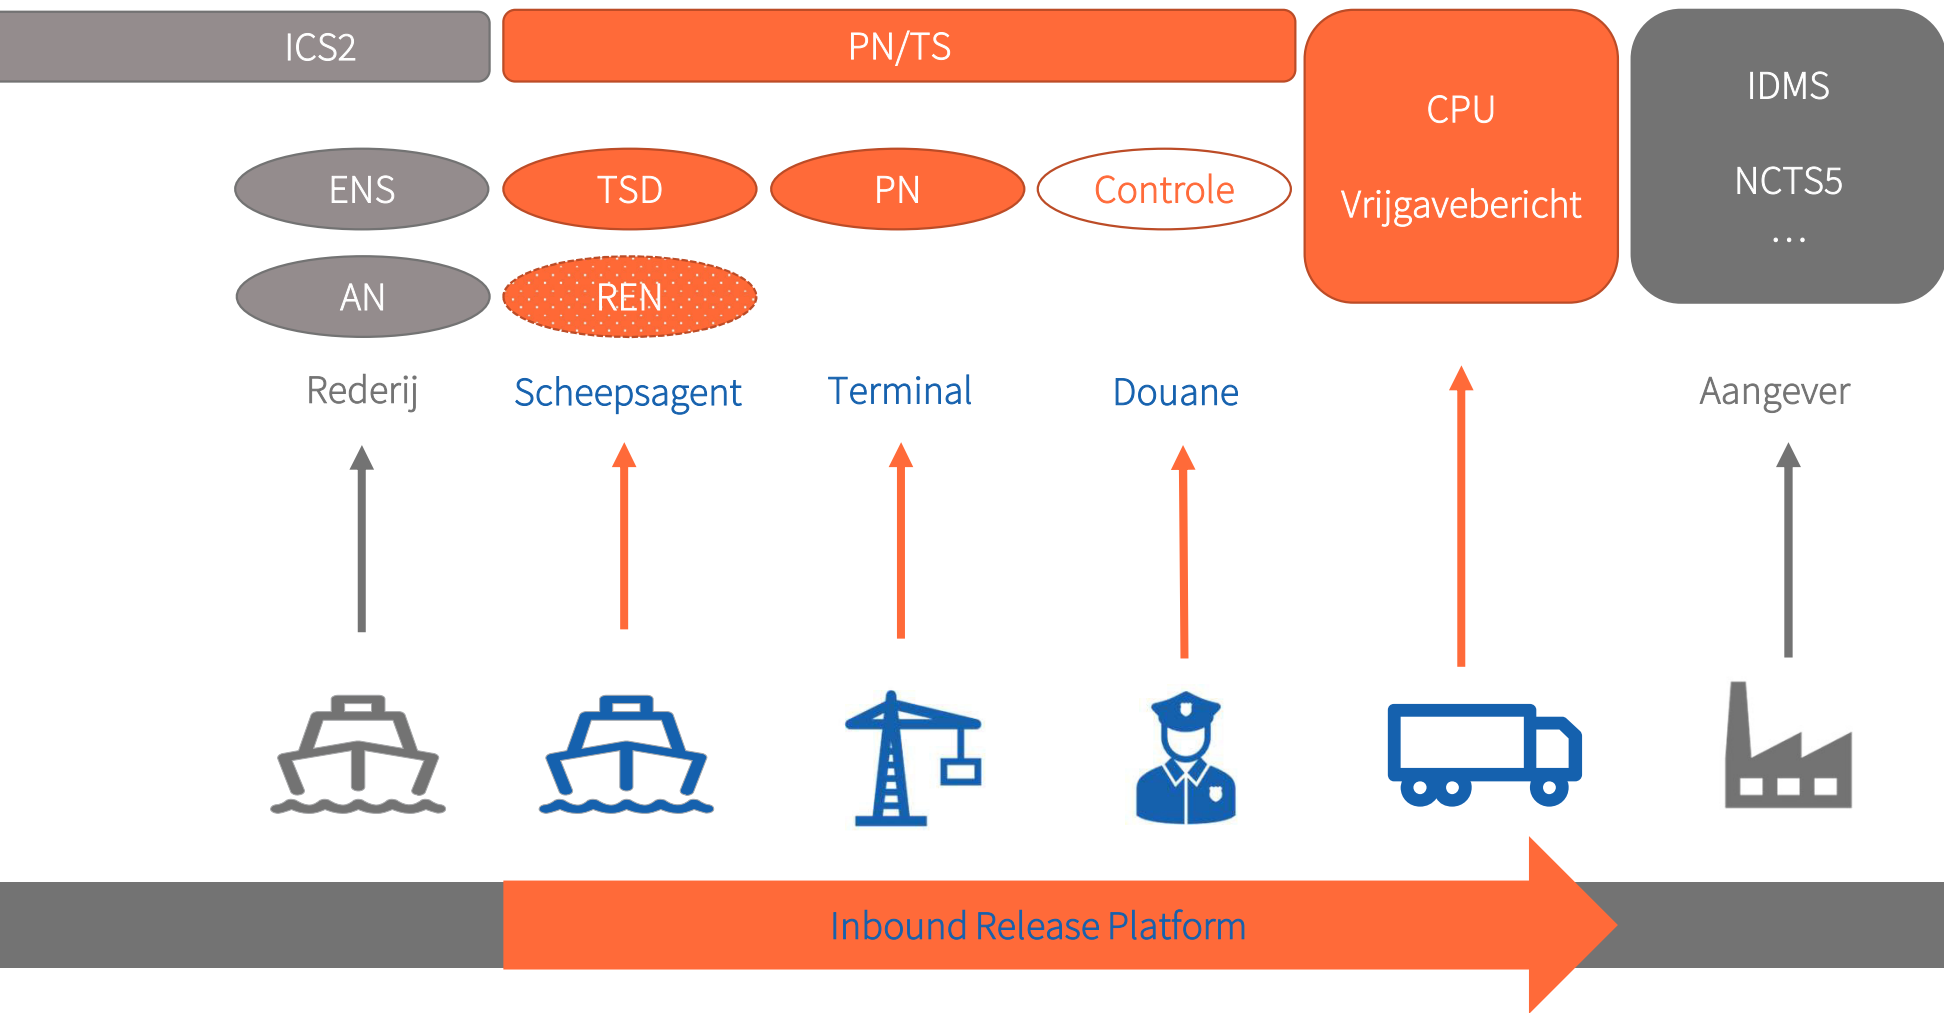 ICS2
PN/TS
CPU
Vrijgavebericht
IDMS
NCTS5
...
ENS
TSD
PN
Controle
AN
REN
Rederij
Scheepsagent
Terminal
Douane
Aangever
Inbound Release Platform